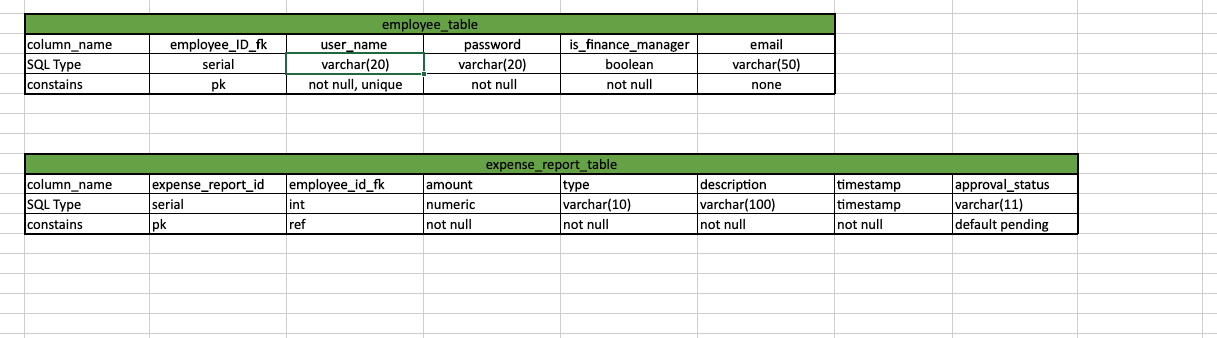 employee_table
column_name employee_ID_fk user_name password is_finance_manager email
SQL Type serial varchar(20) varchar(20) boolean varchar(50)
constains pk not null, unique not null not null none
expense_report_table
column_name expense_report_id employee_id_fk amount type description timestamp approval_status
SQL Type serial int numeric varchar(10) varchar(100) timestamp varchar(11)
constains pk ref not null not null not null not null default pending